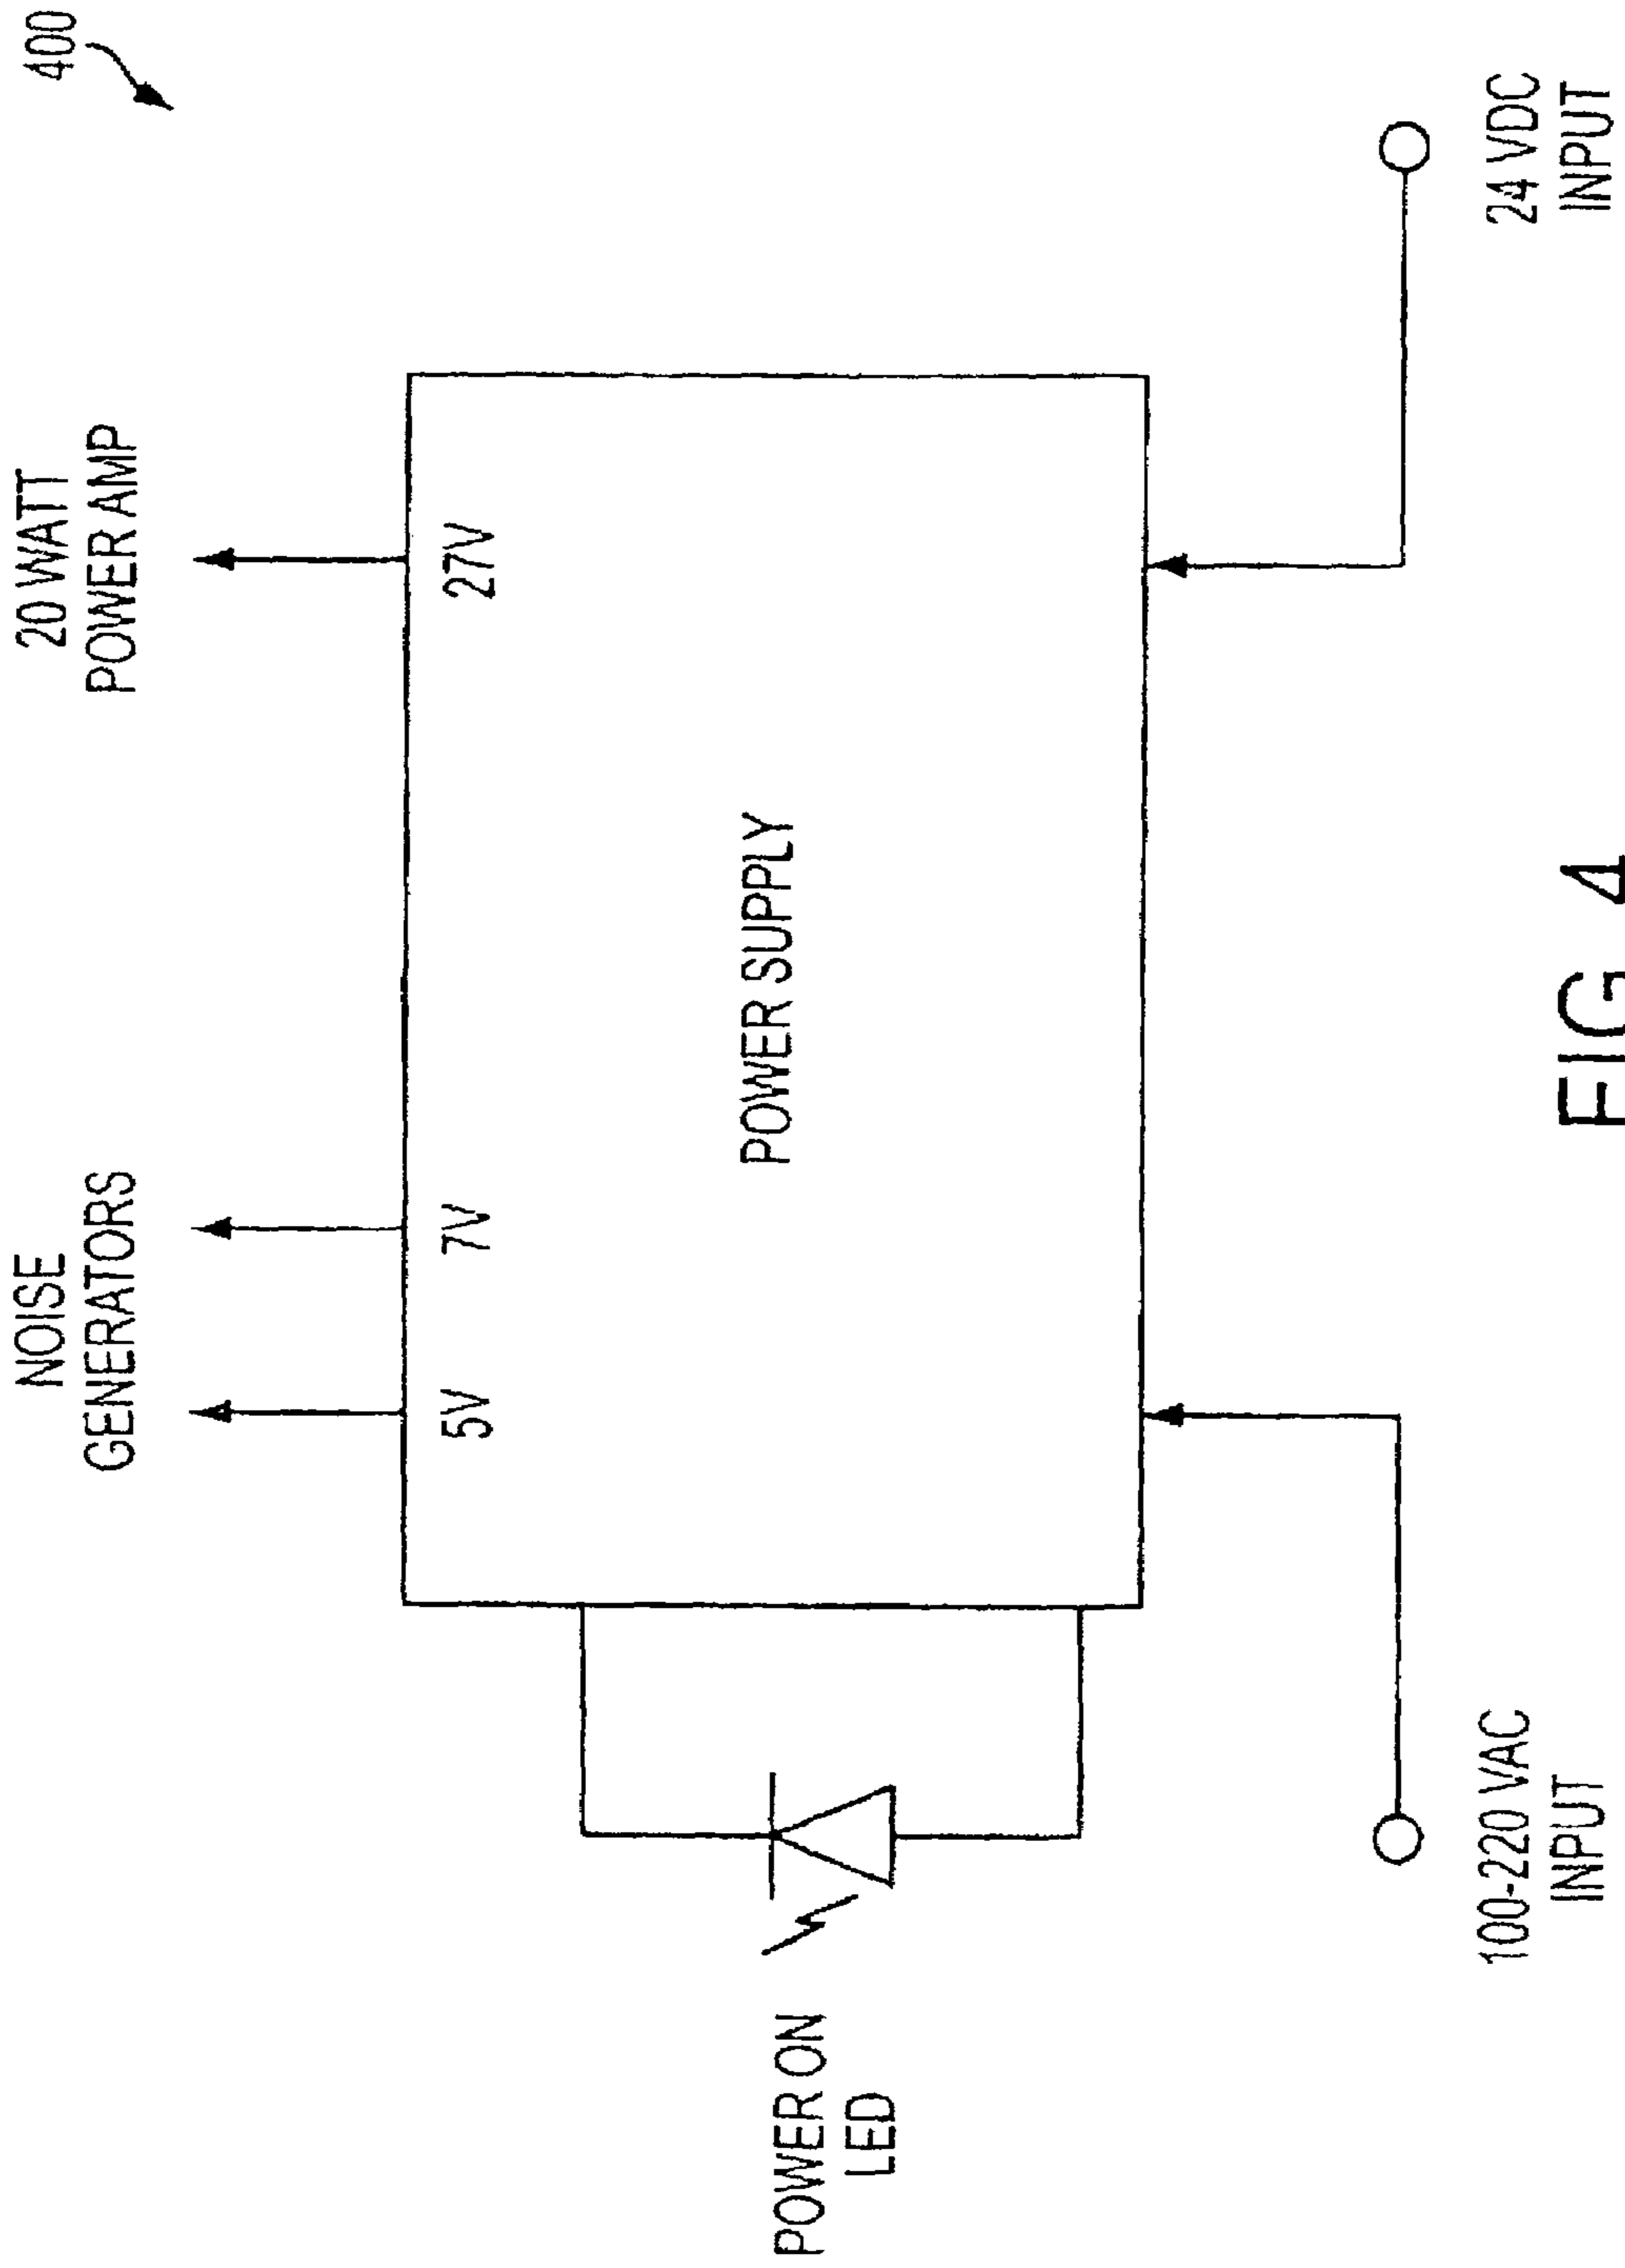 400
NOISE
GENERATORS
20 WATT
POWER AMP
5V
7V
27V
POWER SUPPLY
POWER ON
LED
100-220 VAC
INPUT
24 VDC
INPUT
FIG 4